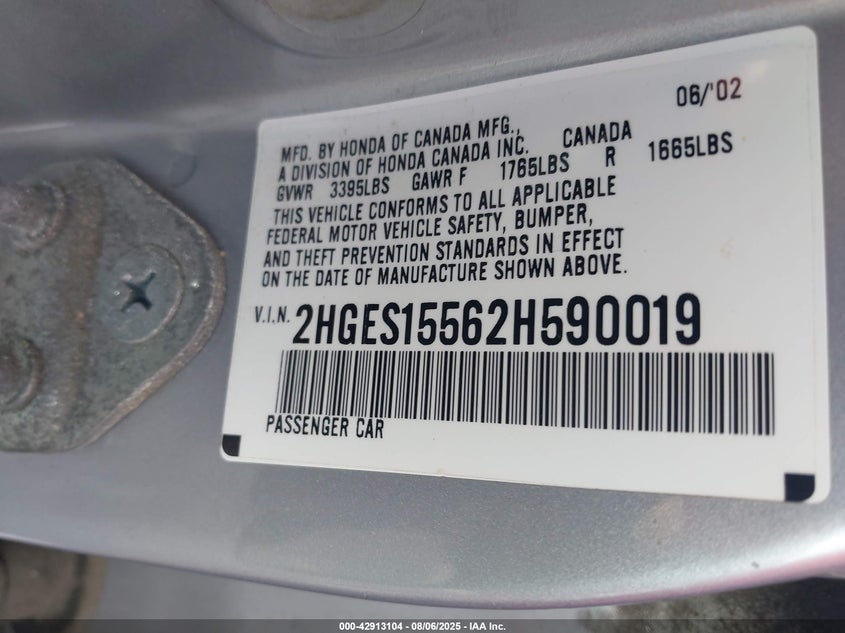 06/'02
MFD. BY HONDA OF CANADA MFG.,
A DIVISION OF HONDA CANADA INC. CANADA
GVWR 3395LBS GAWR F 1765LBS R 1665LBS
THIS VEHICLE CONFORMS TO ALL APPLICABLE
FEDERAL MOTOR VEHICLE SAFETY, BUMPER,
AND THEFT PREVENTION STANDARDS IN EFFECT
ON THE DATE OF MANUFACTURE SHOWN ABOVE.
V.I.N. 2HGES15562H590019
PASSENGER CAR
000-42913104 - 08/06/2025 - IAA Inc.